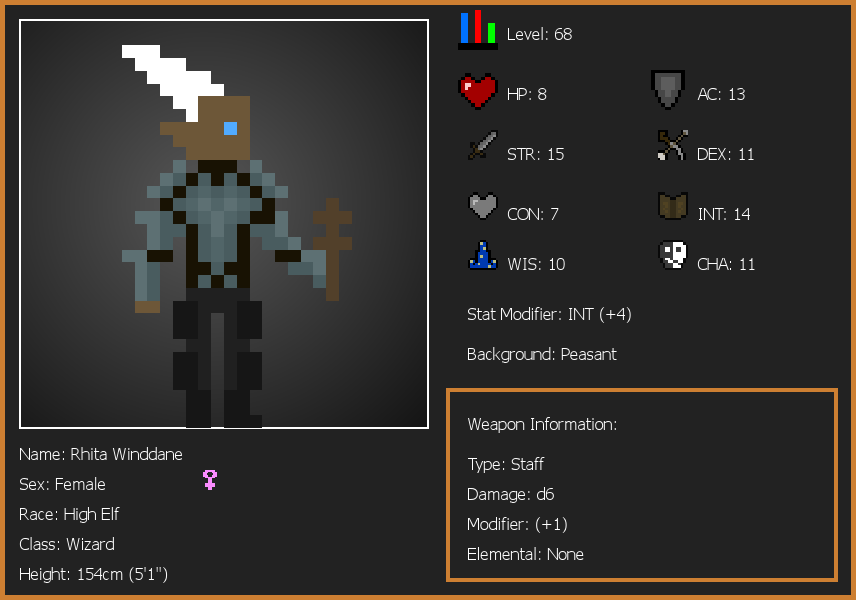 Level: 68
HP: 8
AC: 13
STR: 15
DEX: 11
CON: 7
INT: 14
WIS: 10
CHA: 11
Stat Modifier: INT (+4)
Background: Peasant
Weapon Information:
Type: Staff
Damage: d6
Modifier: (+1)
Elemental: None
Name: Rhita Winddane
Sex: Female
Race: High Elf
Class: Wizard
Height: 154cm (5'1")